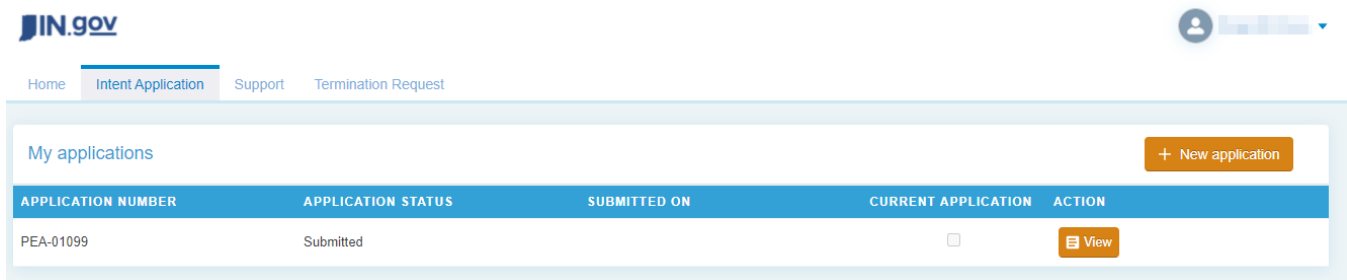 IN.gov
Home Intent Application Support Termination Request
My applications
+ New application
APPLICATION NUMBER APPLICATION STATUS SUBMITTED ON CURRENT APPLICATION ACTION
PEA-01099 Submitted View